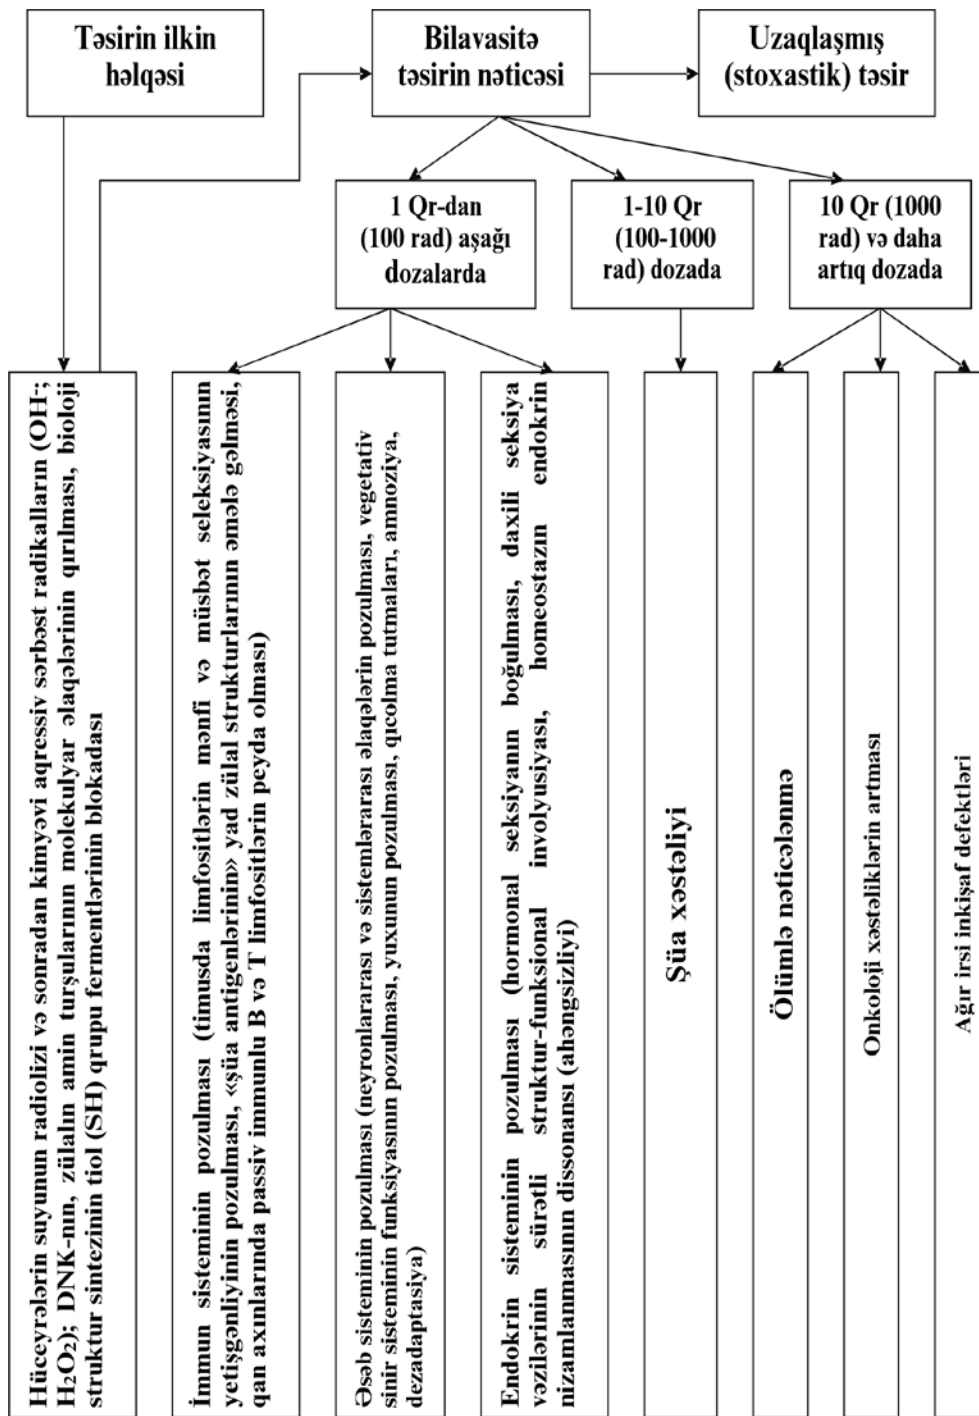 Təsirin ilkin
həlqəsi
Bilavasitə
təsirin nəticəsi
Uzaqlaşmış
(stoxastik) təsir
1 Qr-dan
(100 rad) aşağı
dozalarda
1-10 Qr
(100-1000
rad) dozada
10 Qr (1000
rad) və daha
artıq dozada
Hüceyrələrin suyunun radiolizi və sonradan kimyəvi aqressiv sərbəst radikalların (OH-;
H₂O₂); DNK-nın, zülalın amin turşularının molekulyar əlaqələrinin qırılması, bioloji
struktur sintezinin tiol (SH) qrupu fermentlərinin blokadası
İmmun sisteminin pozulması (timusda limfositlərin mənfi və müsbət seleksiyasının
yetişgənliyinin pozulması, «şüa antigenlərinin» yad zülal strukturlarının əmələ gəlməsi,
qan axınlarında passiv immunlu B və T limfositlərin peyda olması)
Əsəb sisteminin pozulması (neyronlararası və sistemlərarası əlaqələrin pozulması, vegetativ
sinir sisteminin funksiyasının pozulması, yuxunun pozulması, qıcolma tutmaları, amnoziya,
dezadaptasiya)
Endokrin sisteminin pozulması (hormonal seksiyanın boğulması, daxili seksiya
vəzilərinin sürətli struktur-funksional involyusiyası, homeostazın endokrin
nizamlanmasının dissonansı (ahəngsizliyi)
Şüa xəstəliyi
Ölümlə nəticələnmə
Onkoloji xəstəliklərin artması
Ağır irsi inkişaf defektləri